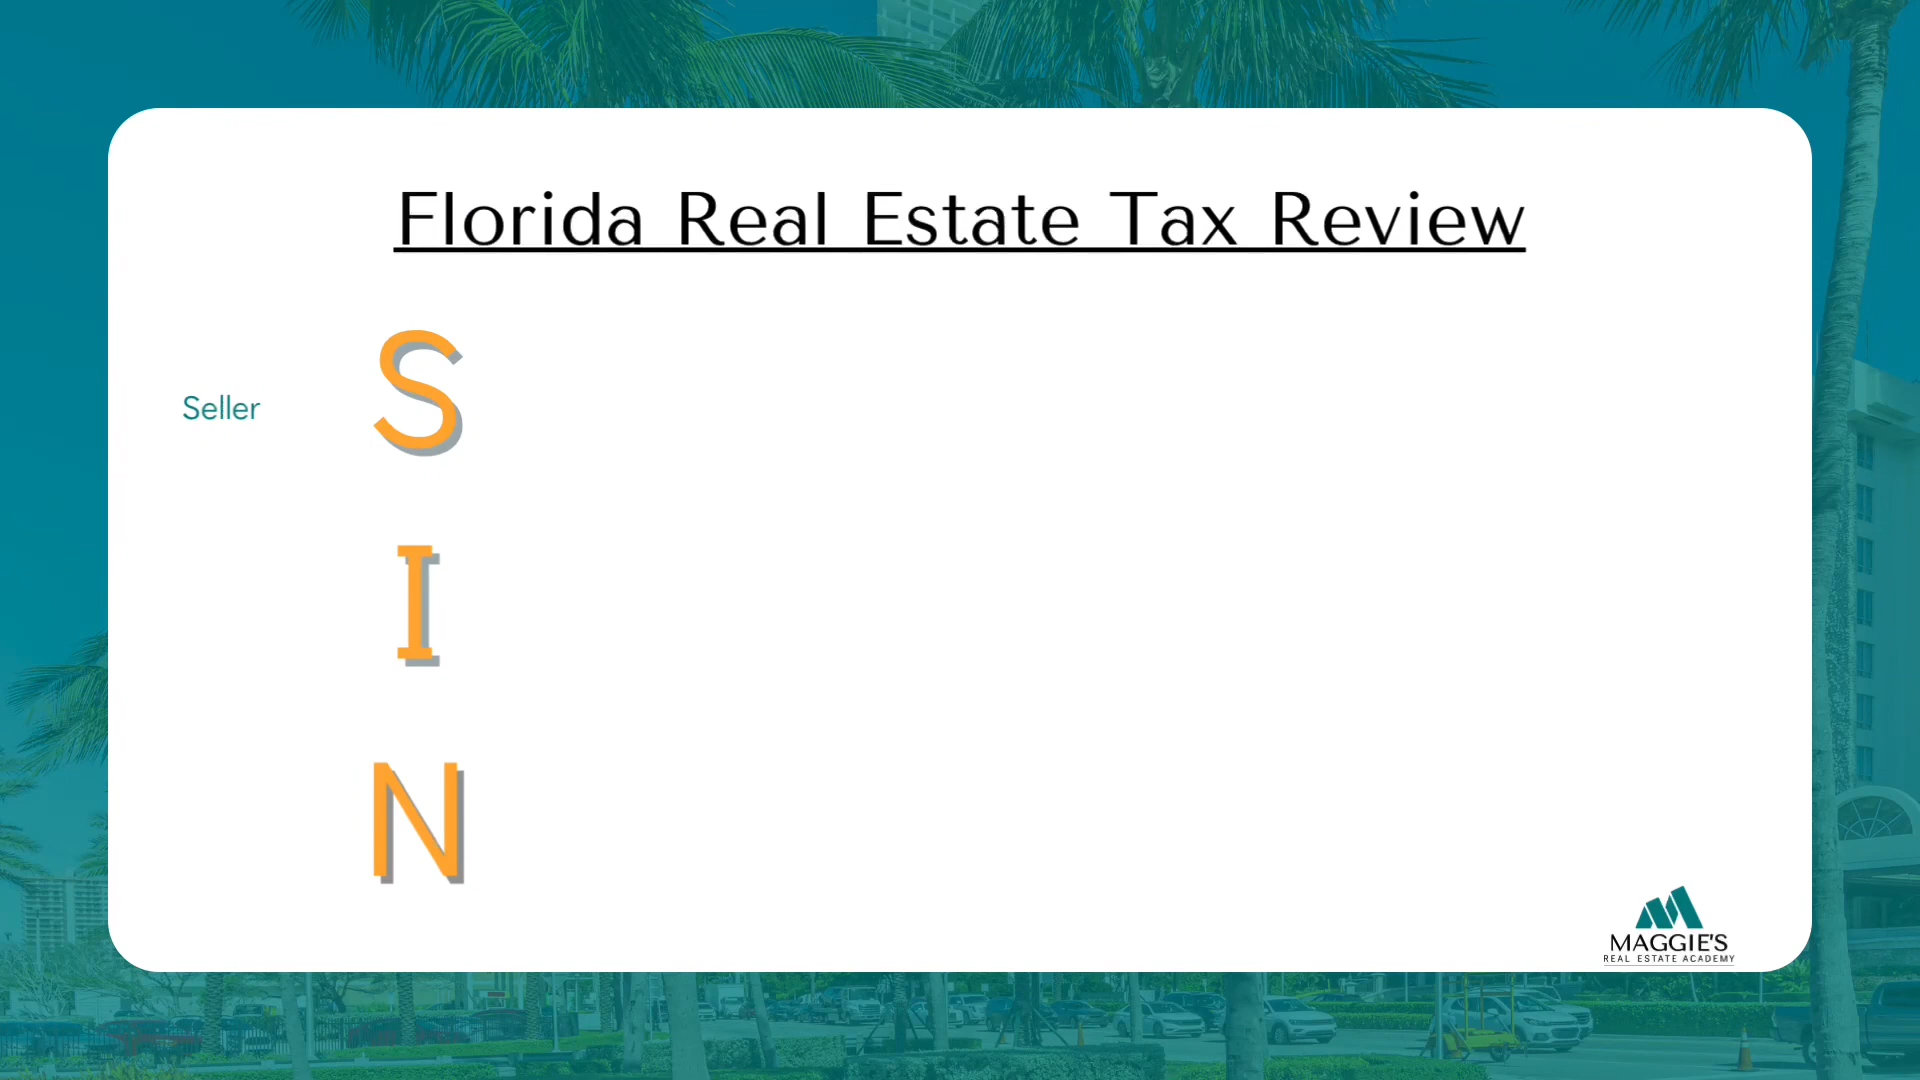 Florida Real Estate Tax Review
Seller
S
I
N
MAGGIE'S
REAL ESTATE ACADEMY